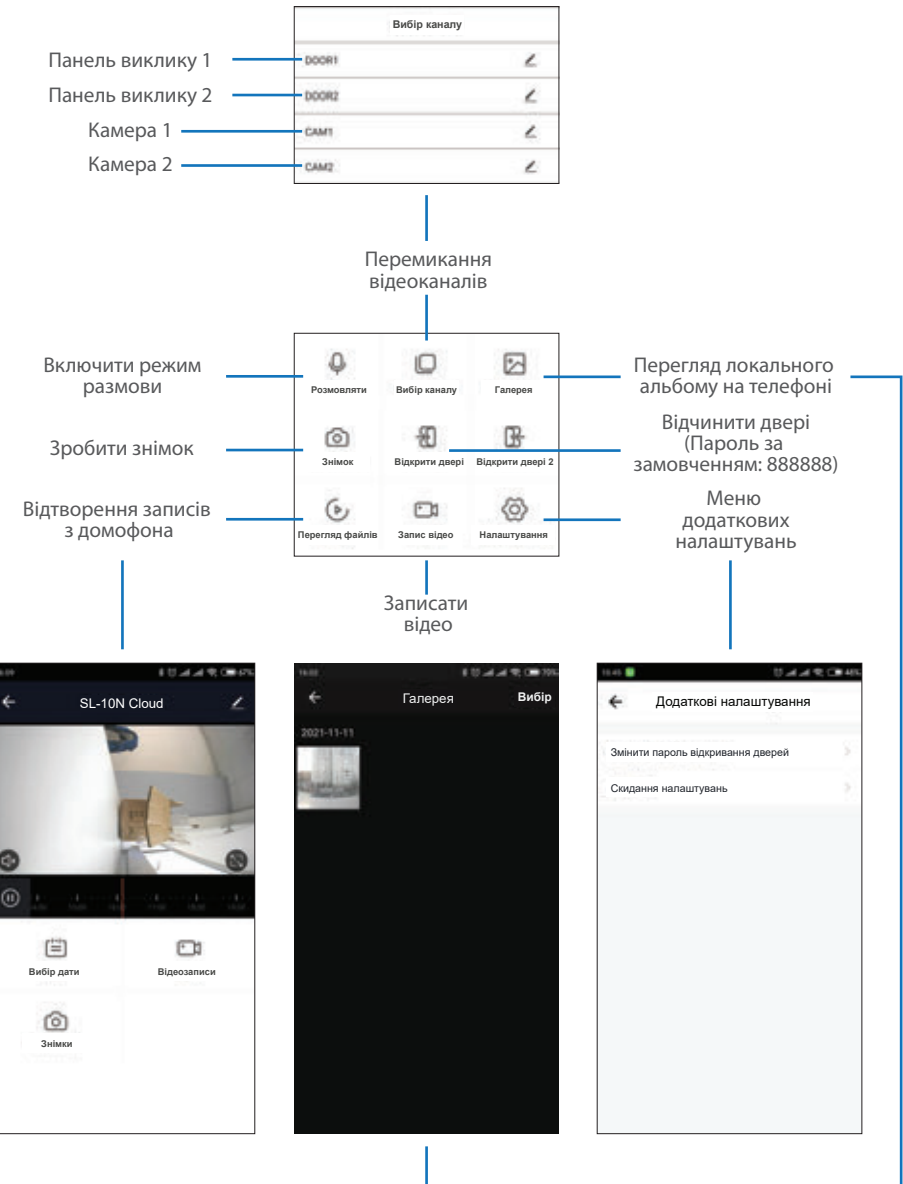 Вибір каналу
Панель виклику 1
DOOR1
Панель виклику 2
DOOR2
Камера 1
CAM1
Камера 2
CAM2
Перемикання
відеоканалів
Включити режим
размови
Розмовляти
Вибір каналу
Галерея
Перегляд локального
альбому на телефоні
Зробити знімок
Знімок
Відкрити двері
Відкрити двері 2
Відчинити двері
(Пароль за
замовченням: 888888)
Відтворення записів
з домофона
Перегляд файлів
Запис відео
Налаштування
Меню
додаткових
налаштувань
Записати
відео
67%
SL-10N Cloud
Вибір дати
Відеозаписи
Знімки
70%
Галерея
Вибір
2021-11-11
Додаткові налаштування
Змінити пароль відкривання дверей
Скидання налаштувань